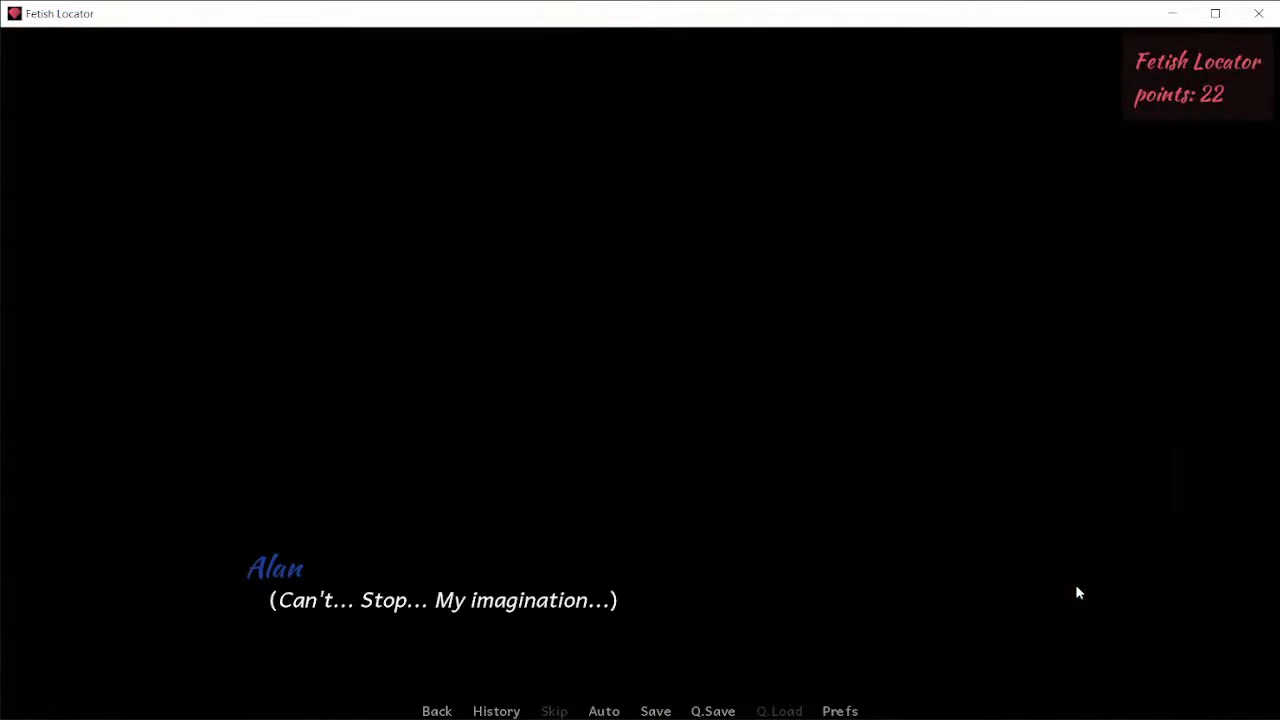 Fetish Locator
Fetish Locator
points: 22
Alan
(Can't... Stop... My imagination...)
Back History Skip Auto Save Q.Save Q.Load Prefs